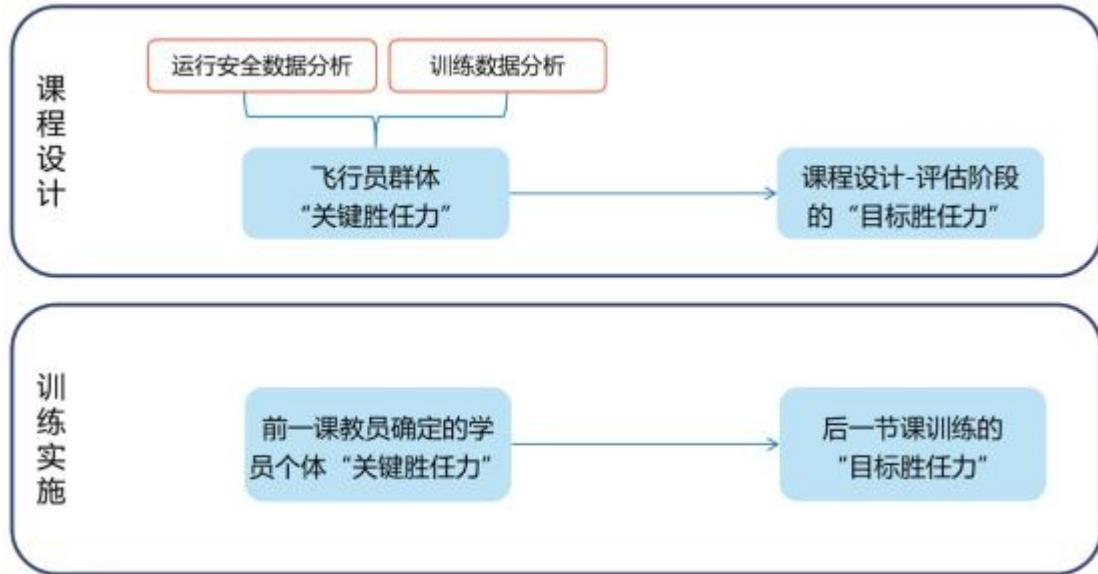 课程设计
运行安全数据分析
训练数据分析
飞行员群体
“关键胜任力”
课程设计-评估阶段
的“目标胜任力”
训练实施
前一课教员确定的学
员个体“关键胜任力”
后一节课训练的
“目标胜任力”